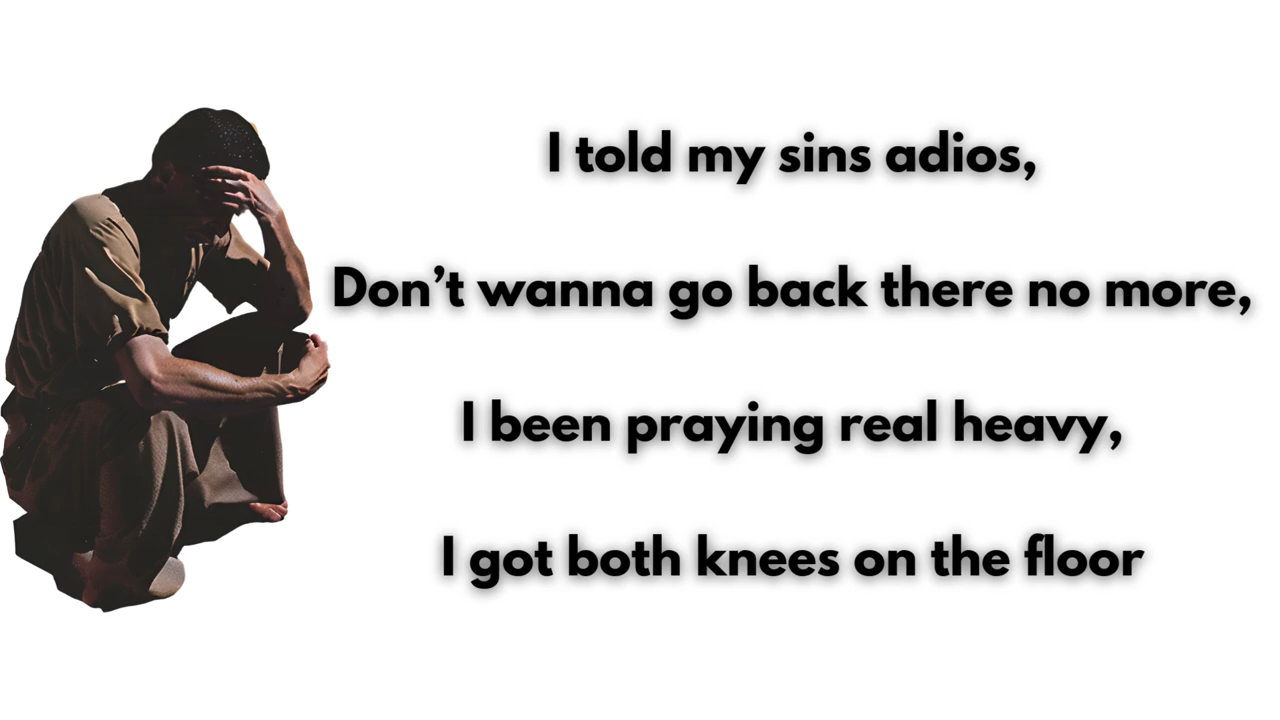 I told my sins adios,
Don’t wanna go back there no more,
I been praying real heavy,
I got both knees on the floor